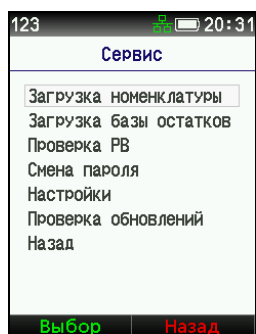 123 20:31
Сервис
Загрузка номенклатуры
Загрузка базы остатков
Проверка РВ
Смена пароля
Настройки
Проверка обновлений
Назад
Выбор Назад